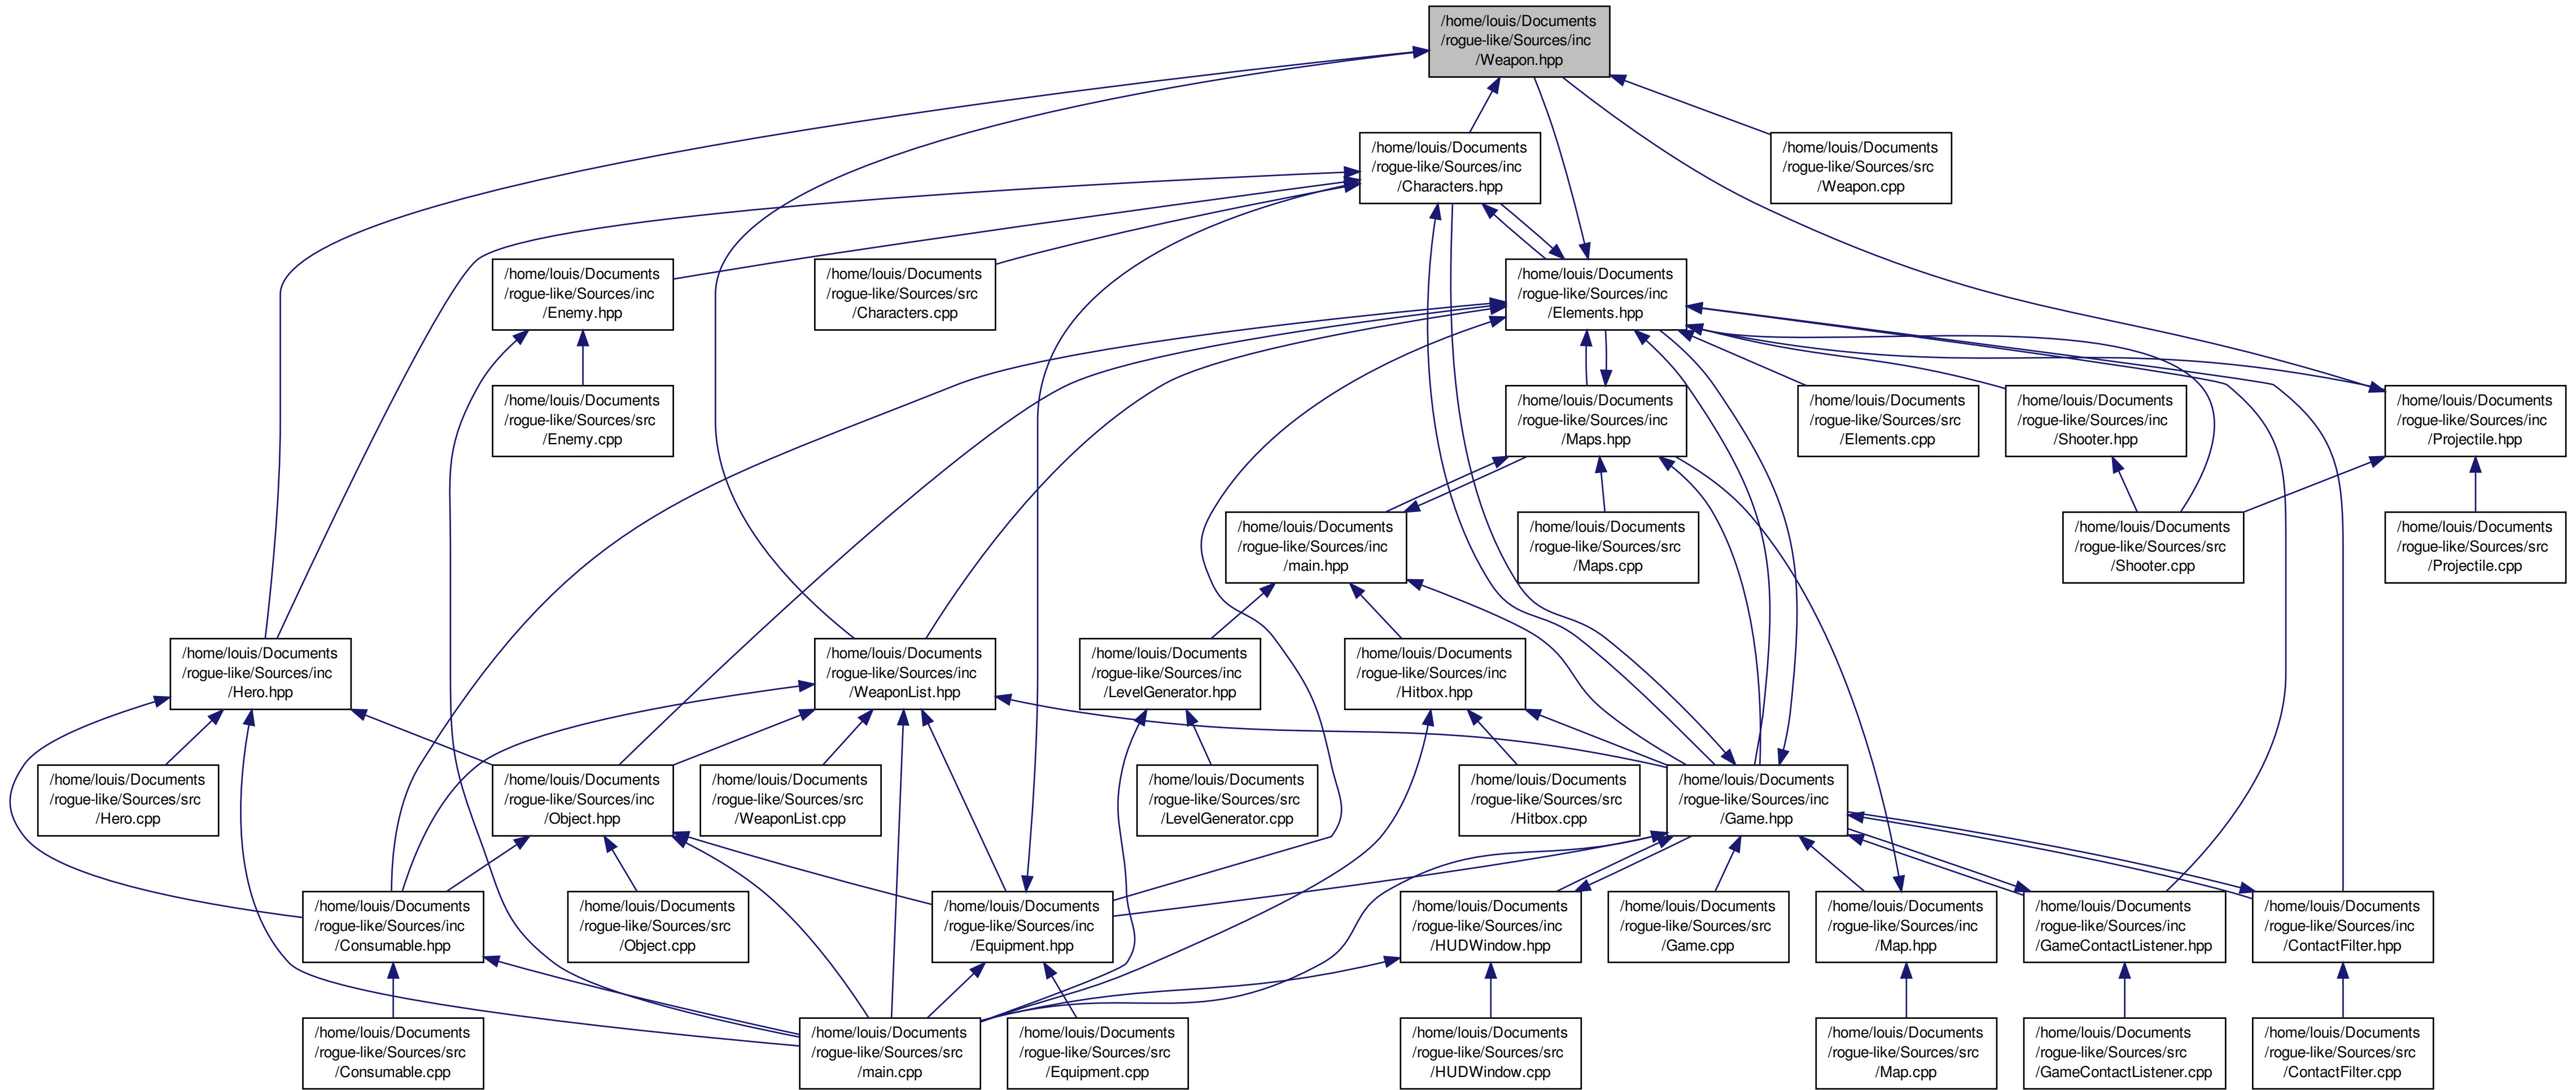 /home/louis/Documents
/rogue-like/Sources/inc
/Weapon.hpp
/home/louis/Documents
/rogue-like/Sources/inc
/Characters.hpp
/home/louis/Documents
/rogue-like/Sources/src
/Weapon.cpp
/home/louis/Documents
/rogue-like/Sources/inc
/Enemy.hpp
/home/louis/Documents
/rogue-like/Sources/src
/Characters.cpp
/home/louis/Documents
/rogue-like/Sources/inc
/Elements.hpp
/home/louis/Documents
/rogue-like/Sources/src
/Enemy.cpp
/home/louis/Documents
/rogue-like/Sources/inc
/Maps.hpp
/home/louis/Documents
/rogue-like/Sources/src
/Elements.cpp
/home/louis/Documents
/rogue-like/Sources/inc
/Shooter.hpp
/home/louis/Documents
/rogue-like/Sources/inc
/Projectile.hpp
/home/louis/Documents
/rogue-like/Sources/inc
/main.hpp
/home/louis/Documents
/rogue-like/Sources/src
/Maps.cpp
/home/louis/Documents
/rogue-like/Sources/src
/Shooter.cpp
/home/louis/Documents
/rogue-like/Sources/src
/Projectile.cpp
/home/louis/Documents
/rogue-like/Sources/inc
/Hero.hpp
/home/louis/Documents
/rogue-like/Sources/inc
/WeaponList.hpp
/home/louis/Documents
/rogue-like/Sources/inc
/LevelGenerator.hpp
/home/louis/Documents
/rogue-like/Sources/inc
/Hitbox.hpp
/home/louis/Documents
/rogue-like/Sources/src
/Hero.cpp
/home/louis/Documents
/rogue-like/Sources/inc
/Object.hpp
/home/louis/Documents
/rogue-like/Sources/src
/WeaponList.cpp
/home/louis/Documents
/rogue-like/Sources/src
/LevelGenerator.cpp
/home/louis/Documents
/rogue-like/Sources/src
/Hitbox.cpp
/home/louis/Documents
/rogue-like/Sources/inc
/Game.hpp
/home/louis/Documents
/rogue-like/Sources/inc
/Consumable.hpp
/home/louis/Documents
/rogue-like/Sources/src
/Object.cpp
/home/louis/Documents
/rogue-like/Sources/inc
/Equipment.hpp
/home/louis/Documents
/rogue-like/Sources/inc
/HUDWindow.hpp
/home/louis/Documents
/rogue-like/Sources/src
/Game.cpp
/home/louis/Documents
/rogue-like/Sources/inc
/Map.hpp
/home/louis/Documents
/rogue-like/Sources/inc
/GameContactListener.hpp
/home/louis/Documents
/rogue-like/Sources/inc
/ContactFilter.hpp
/home/louis/Documents
/rogue-like/Sources/src
/Consumable.cpp
/home/louis/Documents
/rogue-like/Sources/src
/main.cpp
/home/louis/Documents
/rogue-like/Sources/src
/Equipment.cpp
/home/louis/Documents
/rogue-like/Sources/src
/HUDWindow.cpp
/home/louis/Documents
/rogue-like/Sources/src
/Map.cpp
/home/louis/Documents
/rogue-like/Sources/src
/GameContactListener.cpp
/home/louis/Documents
/rogue-like/Sources/src
/ContactFilter.cpp